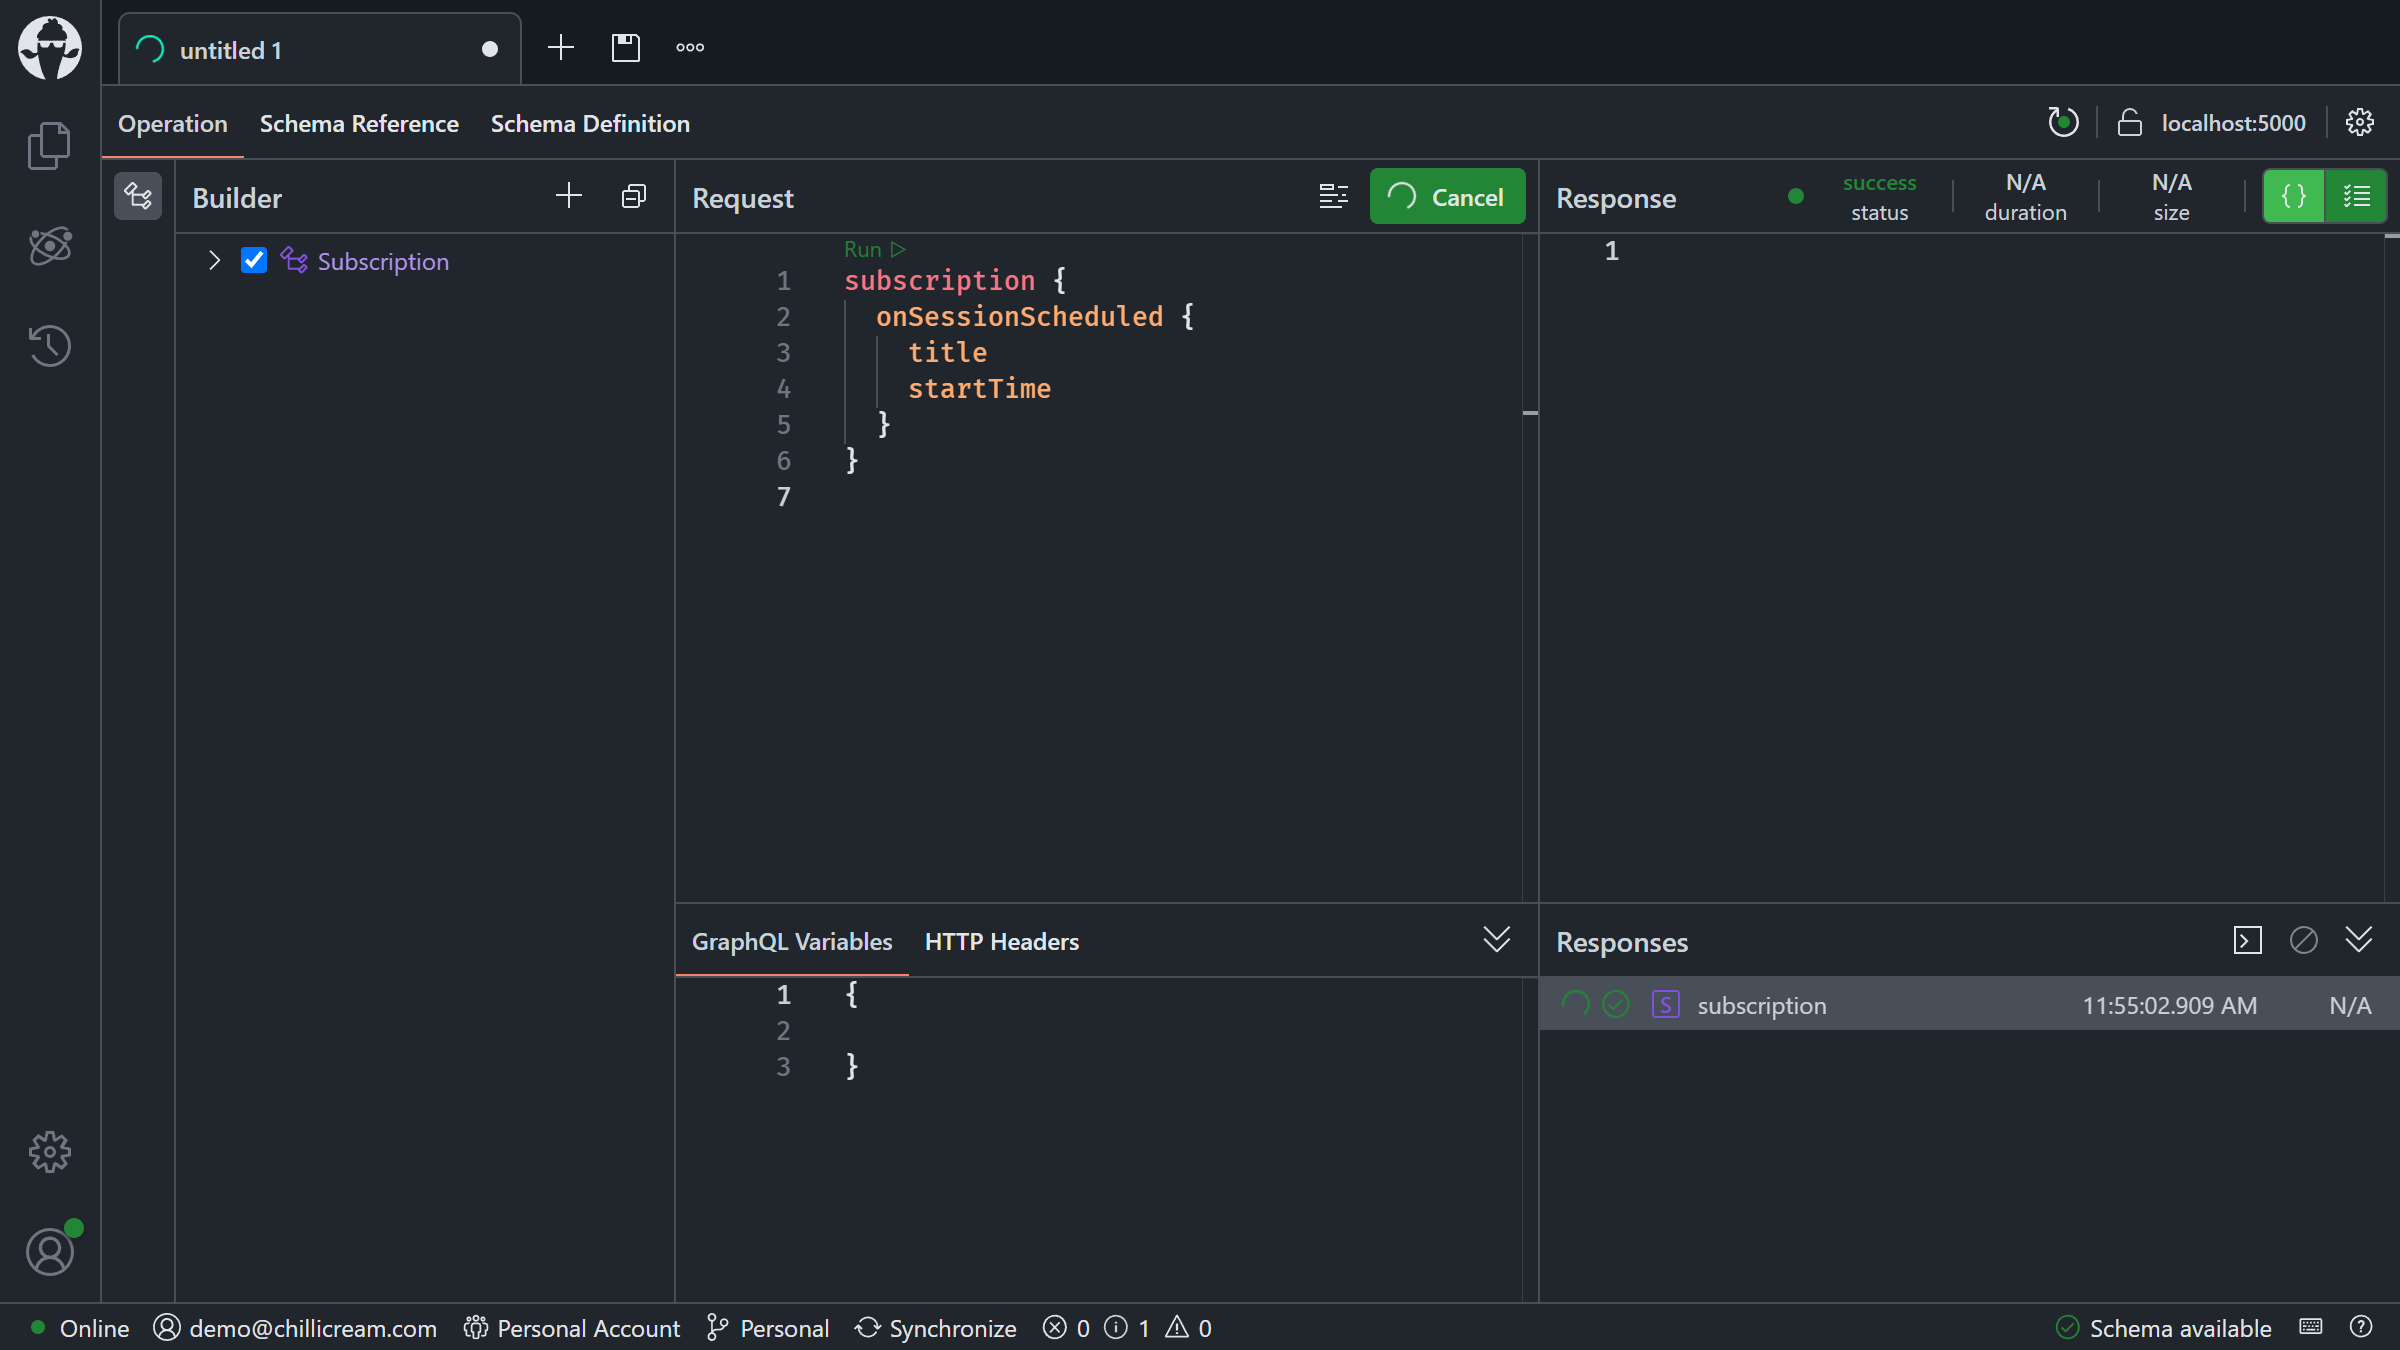 untitled 1
Operation Schema Reference Schema Definition
localhost:5000
Builder
Subscription
Request
Cancel
Run
1 subscription {
2 onSessionScheduled {
3 title
4 startTime
5 }
6 }
7
Response
success
status
N/A
duration
N/A
size
1
GraphQL Variables HTTP Headers
1 {
2
3 }
Responses
S subscription 11:55:02.909 AM N/A
Online demo@chillicream.com Personal Account Personal Synchronize 0 1 0
Schema available